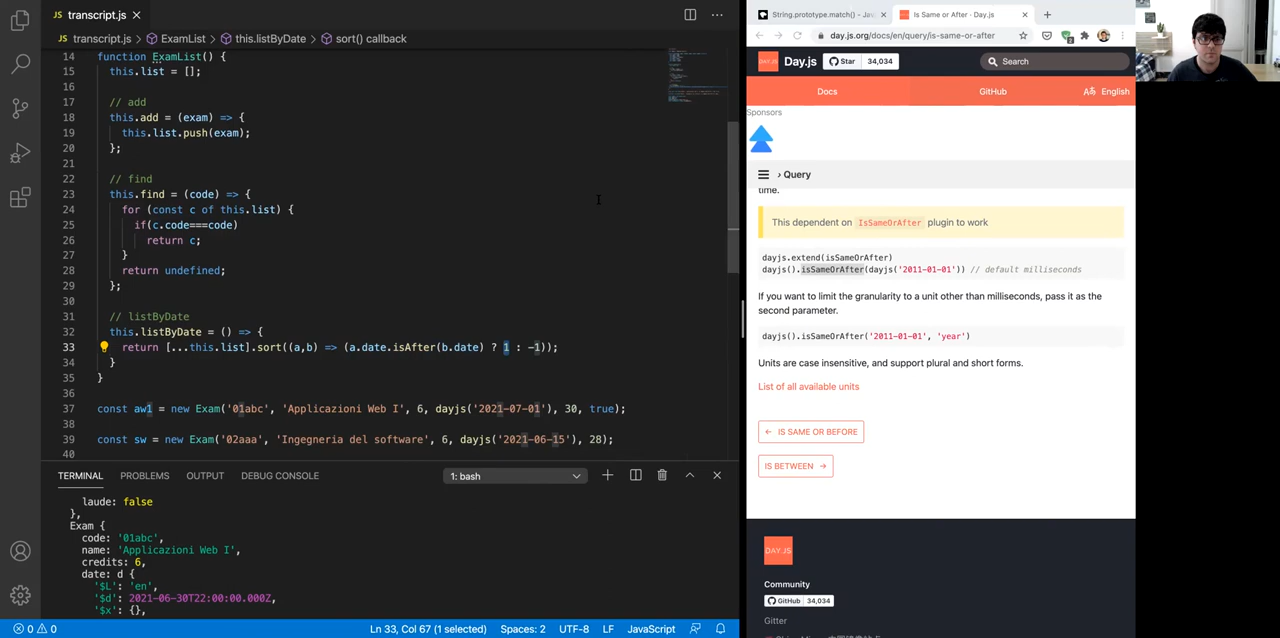 transcript.js
transcript.js › ExamList › this.listByDate › sort() callback
14 function ExamList() {
15 this.list = [];
16
17 // add
18 this.add = (exam) => {
19 this.list.push(exam);
20 };
21
22 // find
23 this.find = (code) => {
24 for (const c of this.list) {
25 if(c.code===code)
26 return c;
27 }
28 return undefined;
29 };
30
31 // listByDate
32 this.listByDate = () => {
33 return [...this.list].sort((a,b) => (a.date.isAfter(b.date) ? 1 : -1));
34 }
35 }
36
37 const aw1 = new Exam('01abc', 'Applicazioni Web I', 6, dayjs('2021-07-01'), 30, true);
38
39 const sw = new Exam('02aaa', 'Ingegneria del software', 6, dayjs('2021-06-15'), 28);
40
TERMINAL PROBLEMS OUTPUT DEBUG CONSOLE 1: bash
laude: false
},
Exam {
code: '01abc',
name: 'Applicazioni Web I',
credits: 6,
date: d {
'$L': 'en',
'$d': 2021-06-30T22:00:00.000Z,
'$x': {},
0 0 Ln 33, Col 67 (1 selected) Spaces: 2 UTF-8 LF JavaScript
String.prototype.match() - Jav
Is Same or After · Day.js
day.js.org/docs/en/query/is-same-or-after
DAY.JS Day.js Star 34,034 Search
Docs GitHub English
Sponsors
› Query
time.
This dependent on IsSameOrAfter plugin to work
dayjs.extend(isSameOrAfter)
dayjs().isSameOrAfter(dayjs('2011-01-01')) // default milliseconds
If you want to limit the granularity to a unit other than milliseconds, pass it as the
second parameter.
dayjs().isSameOrAfter('2011-01-01', 'year')
Units are case insensitive, and support plural and short forms.
List of all available units
← IS SAME OR BEFORE
IS BETWEEN →
DAY.JS
Community
GitHub 34,034
Gitter